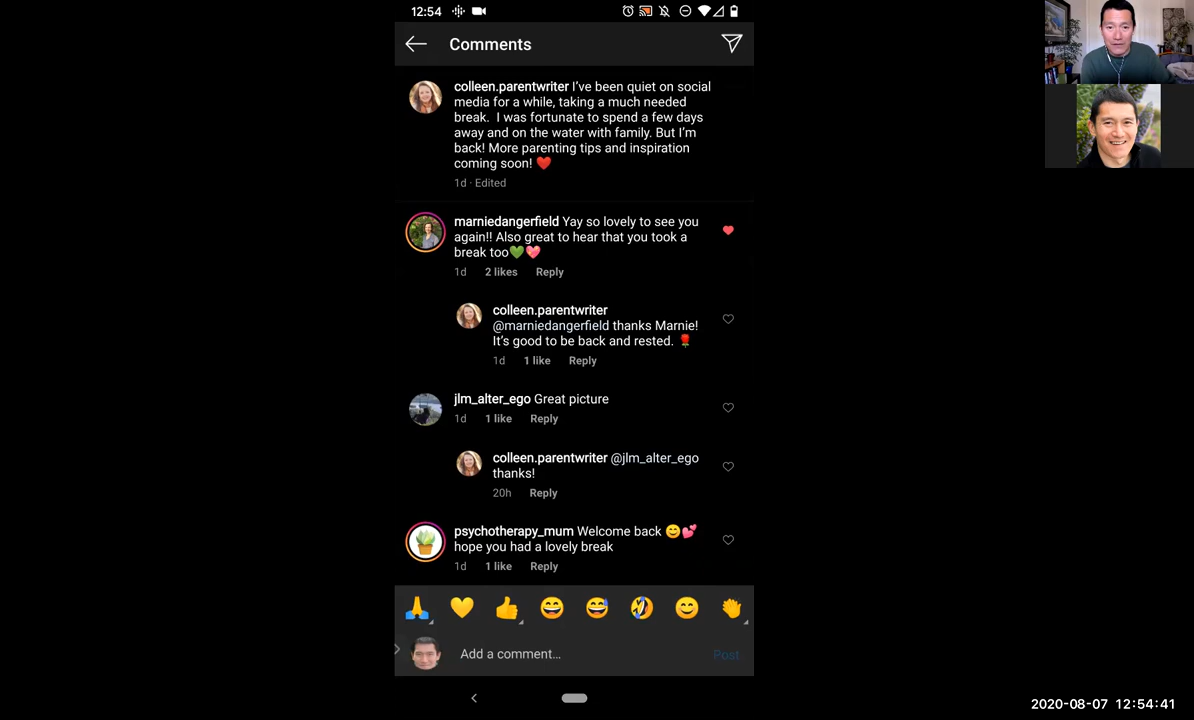 12:54
Comments
colleen.parentwriter I've been quiet on social
media for a while, taking a much needed
break.  I was fortunate to spend a few days
away and on the water with family. But I'm
back! More parenting tips and inspiration
coming soon! ❤️
1d · Edited
marniedangerfield Yay so lovely to see you
again!! Also great to hear that you took a
break too💚💖
1d 2 likes Reply
colleen.parentwriter
@marniedangerfield thanks Marnie!
It's good to be back and rested. 🌹
1d 1 like Reply
jlm_alter_ego Great picture
1d 1 like Reply
colleen.parentwriter @jlm_alter_ego
thanks!
20h Reply
psychotherapy_mum Welcome back 😊💕
hope you had a lovely break
1d 1 like Reply
🙏 💛 👍 😄 😅 🤣 😊 👏
Add a comment... Post
2020-08-07 12:54:41